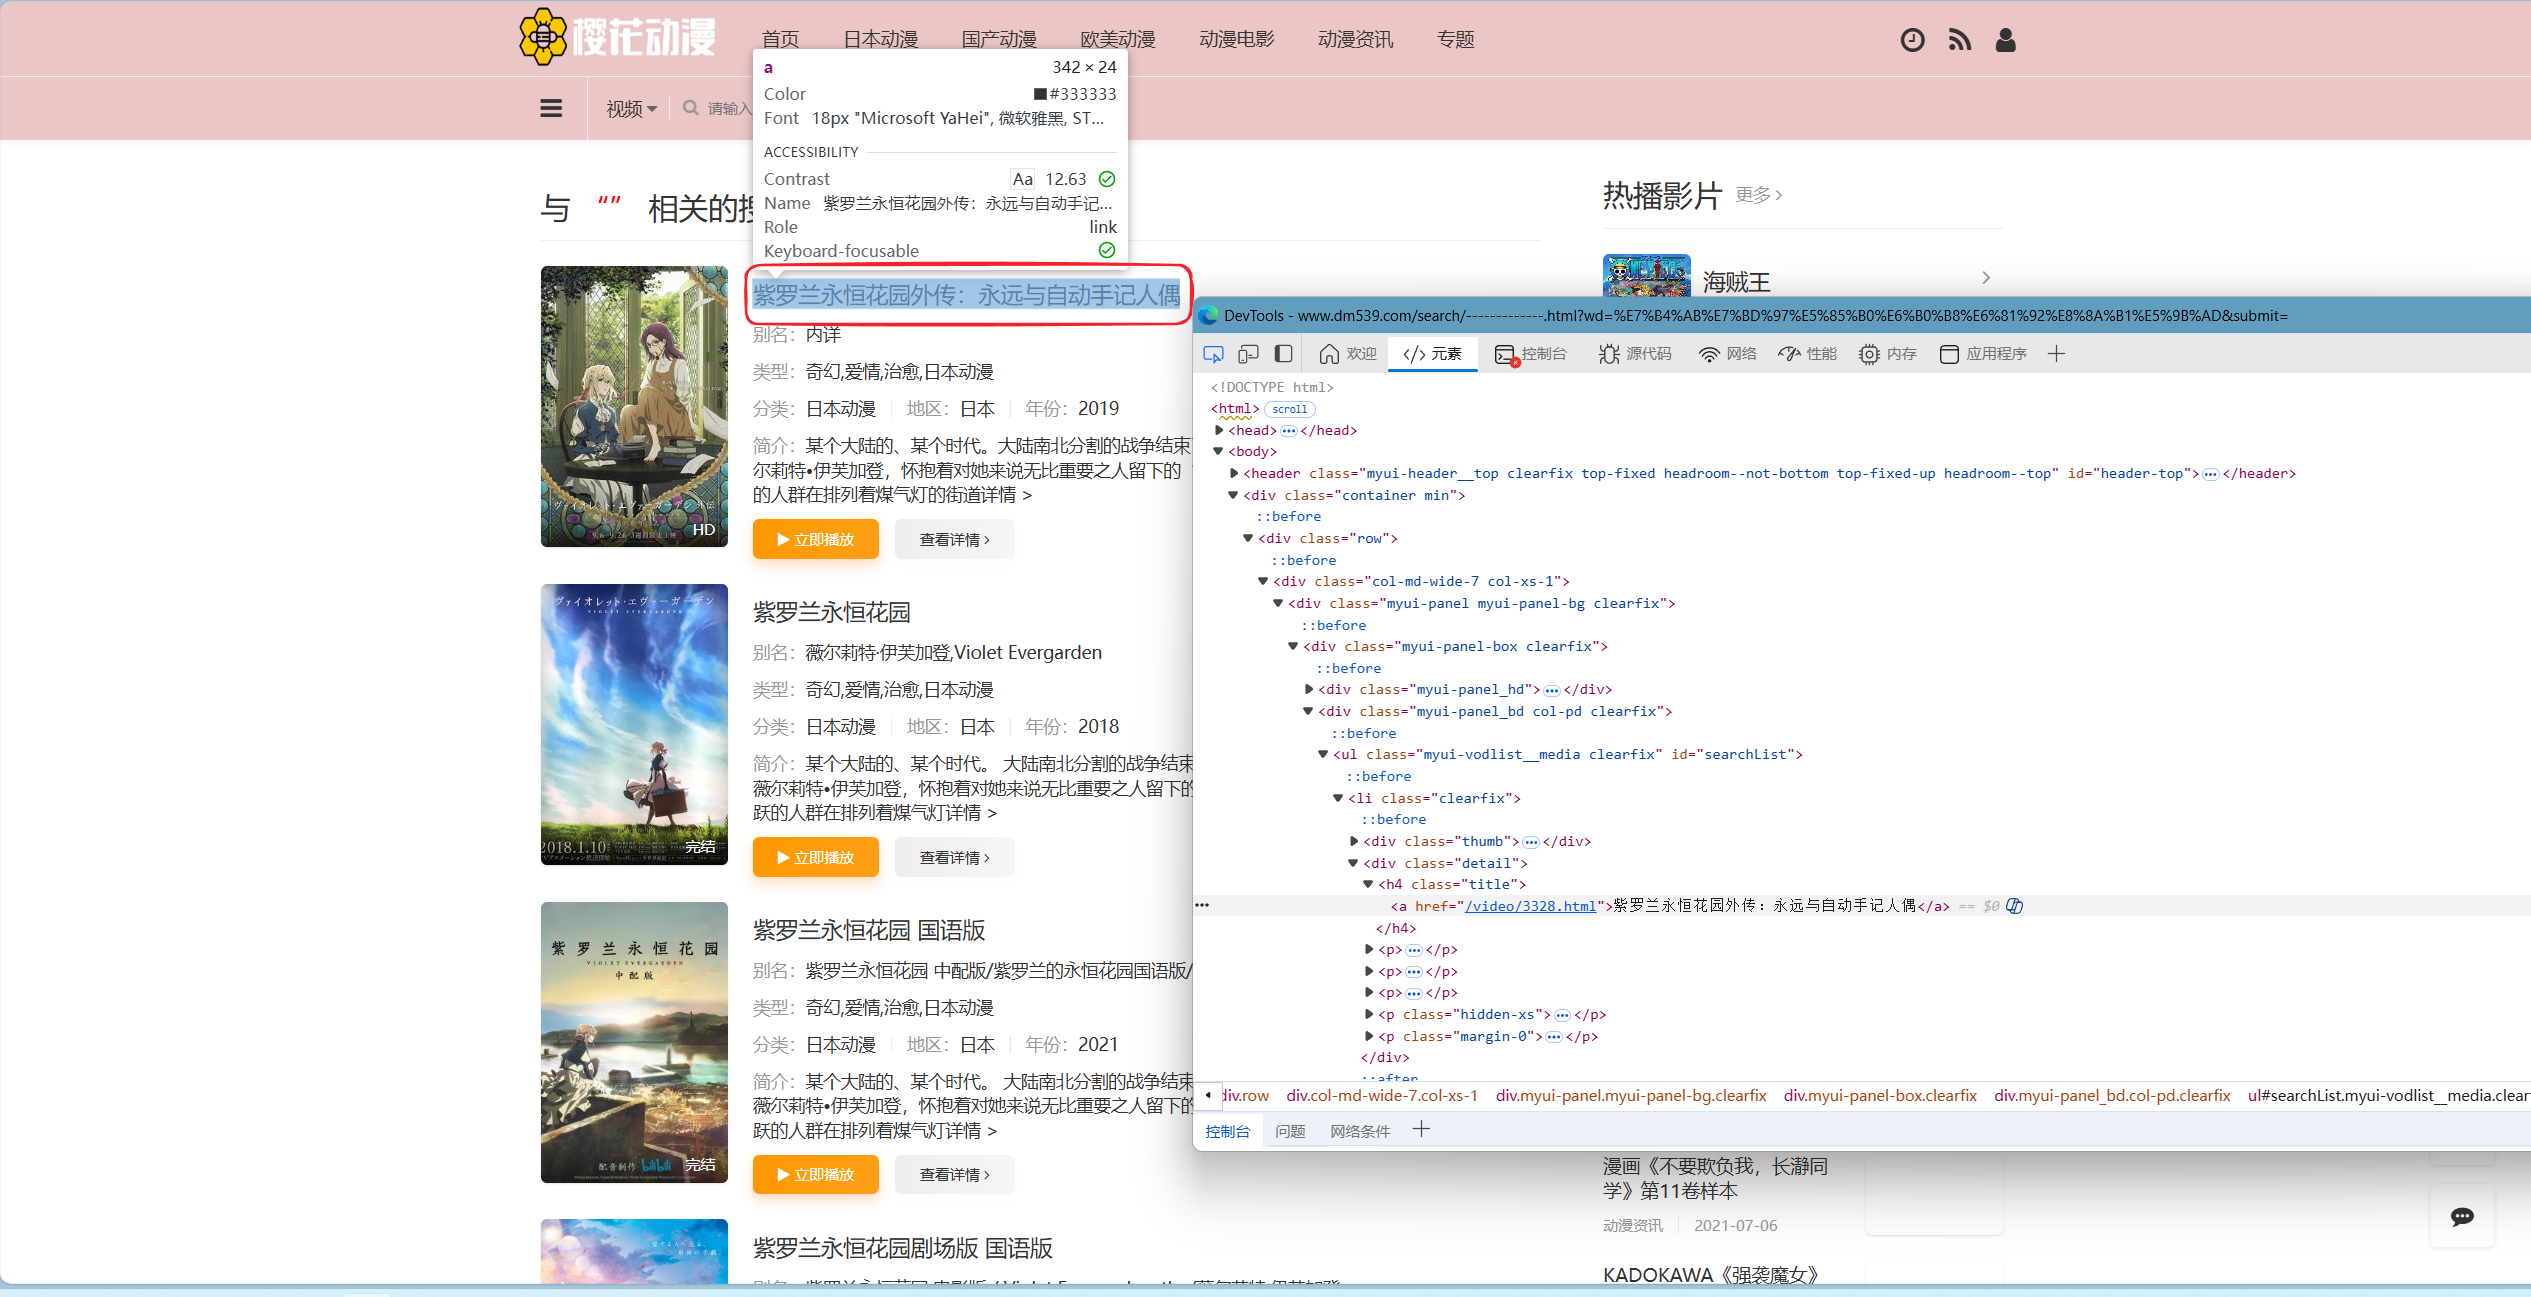 樱花动漫
首页 日本动漫 国产动漫 欧美动漫 动漫电影 动漫资讯 专题
视频 请输入
a 342 × 24
Color #333333
Font 18px "Microsoft YaHei", 微软雅黑, ST...
ACCESSIBILITY
Contrast Aa 12.63
Name 紫罗兰永恒花园外传：永远与自动手记...
Role link
Keyboard-focusable
与 “” 相关的搜
紫罗兰永恒花园外传：永远与自动手记人偶
别名：内详
类型：奇幻,爱情,治愈,日本动漫
分类：日本动漫 地区：日本 年份：2019
简介：某个大陆的、某个时代。大陆南北分割的战争结束
尔莉特•伊芙加登，怀抱着对她来说无比重要之人留下的
的人群在排列着煤气灯的街道详情 >
HD
立即播放 查看详情 >
ヴァイオレット・エヴァーガーデン
VIOLET EVERGARDEN
2018.1.10
完结
紫罗兰永恒花园
别名：薇尔莉特·伊芙加登,Violet Evergarden
类型：奇幻,爱情,治愈,日本动漫
分类：日本动漫 地区：日本 年份：2018
简介：某个大陆的、某个时代。 大陆南北分割的战争结束
薇尔莉特•伊芙加登，怀抱着对她来说无比重要之人留下的
跃的人群在排列着煤气灯详情 >
立即播放 查看详情 >
紫罗兰永恒花园
VIOLET EVERGARDEN
中配版
配音制作 bilibili
完结
紫罗兰永恒花园 国语版
别名：紫罗兰永恒花园 中配版/紫罗兰的永恒花园国语版/
类型：奇幻,爱情,治愈,日本动漫
分类：日本动漫 地区：日本 年份：2021
简介：某个大陆的、某个时代。 大陆南北分割的战争结束
薇尔莉特•伊芙加登，怀抱着对她来说无比重要之人留下的
跃的人群在排列着煤气灯详情 >
立即播放 查看详情 >
紫罗兰永恒花园剧场版 国语版
热播影片 更多 >
海贼王
DevTools - www.dm539.com/search/-------------.html?wd=%E7%B4%AB%E7%BD%97%E5%85%B0%E6%B0%B8%E6%81%92%E8%8A%B1%E5%9B%AD&submit=
欢迎 元素 控制台 源代码 网络 性能 内存 应用程序
<!DOCTYPE html>
<html> scroll
<head> ••• </head>
<body>
<header class="myui-header__top clearfix top-fixed headroom--not-bottom top-fixed-up headroom--top" id="header-top"> ••• </header>
<div class="container min">
::before
<div class="row">
::before
<div class="col-md-wide-7 col-xs-1">
<div class="myui-panel myui-panel-bg clearfix">
::before
<div class="myui-panel-box clearfix">
::before
<div class="myui-panel_hd"> ••• </div>
<div class="myui-panel_bd col-pd clearfix">
::before
<ul class="myui-vodlist__media clearfix" id="searchList">
::before
<li class="clearfix">
::before
<div class="thumb"> ••• </div>
<div class="detail">
<h4 class="title">
••• <a href="/video/3328.html">紫罗兰永恒花园外传：永远与自动手记人偶</a> == $0
</h4>
<p> ••• </p>
<p> ••• </p>
<p> ••• </p>
<p class="hidden-xs"> ••• </p>
<p class="margin-0"> ••• </p>
</div>
::after
div.row div.col-md-wide-7.col-xs-1 div.myui-panel.myui-panel-bg.clearfix div.myui-panel-box.clearfix div.myui-panel_bd.col-pd.clearfix ul#searchList.myui-vodlist__media.clear
控制台 问题 网络条件
漫画《不要欺负我，长瀞同
学》第11卷样本
动漫资讯 2021-07-06
KADOKAWA《强袭魔女》